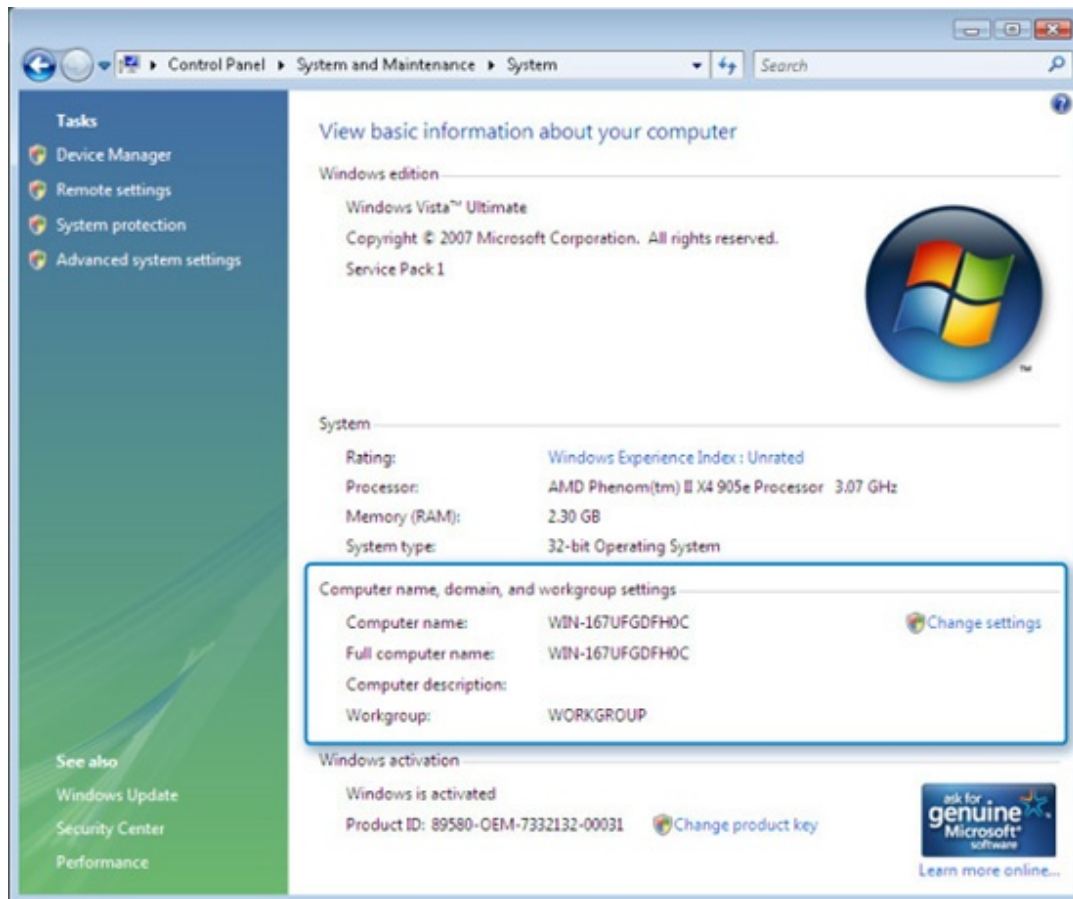 Control Panel ▸ System and Maintenance ▸ System
Search
Tasks
Device Manager
Remote settings
System protection
Advanced system settings
See also
Windows Update
Security Center
Performance
View basic information about your computer
Windows edition
Windows Vista™ Ultimate
Copyright © 2007 Microsoft Corporation. All rights reserved.
Service Pack 1
TM
System
Rating: Windows Experience Index : Unrated
Processor: AMD Phenom(tm) II X4 905e Processor 3.07 GHz
Memory (RAM): 2.30 GB
System type: 32-bit Operating System
Computer name, domain, and workgroup settings
Computer name: WIN-167UFGDFH0C Change settings
Full computer name: WIN-167UFGDFH0C
Computer description:
Workgroup: WORKGROUP
Windows activation
Windows is activated
Product ID: 89580-OEM-7332132-00031 Change product key
ask for
genuine
Microsoft®
software
Learn more online...